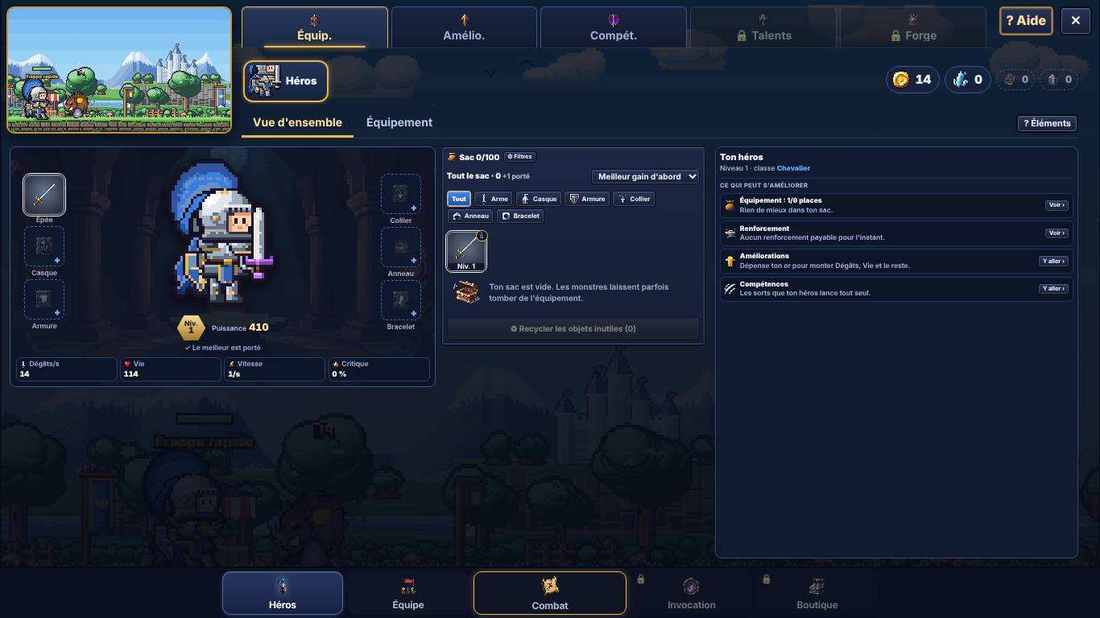 Équip.
Amélio.
Compét.
Talents
Forge
? Aide
✕
Frappe rapide
Héros
14
0
0
0
Vue d'ensemble
Équipement
? Éléments
Épée
Casque
Armure
Collier
Anneau
Bracelet
Niv.
1
Puissance 410
✓ Le meilleur est porté
Dégâts/s
14
Vie
114
Vitesse
1/s
Critique
0 %
Sac 0/100
Filtres
Tout le sac · 0 +1 porté
Meilleur gain d'abord
Tout
Arme
Casque
Armure
Collier
Anneau
Bracelet
Niv. 1
Ton sac est vide. Les monstres laissent parfois
tomber de l'équipement.
Recycler les objets inutiles (0)
Ton héros
Niveau 1 · classe Chevalier
CE QUI PEUT S'AMÉLIORER
Équipement : 1/6 places
Rien de mieux dans ton sac.
Voir ›
Renforcement
Aucun renforcement payable pour l'instant.
Voir ›
Améliorations
Dépense ton or pour monter Dégâts, Vie et le reste.
Y aller ›
Compétences
Les sorts que ton héros lance tout seul.
Y aller ›
Frappe rapide
Héros
Équipe
Combat
Invocation
Boutique